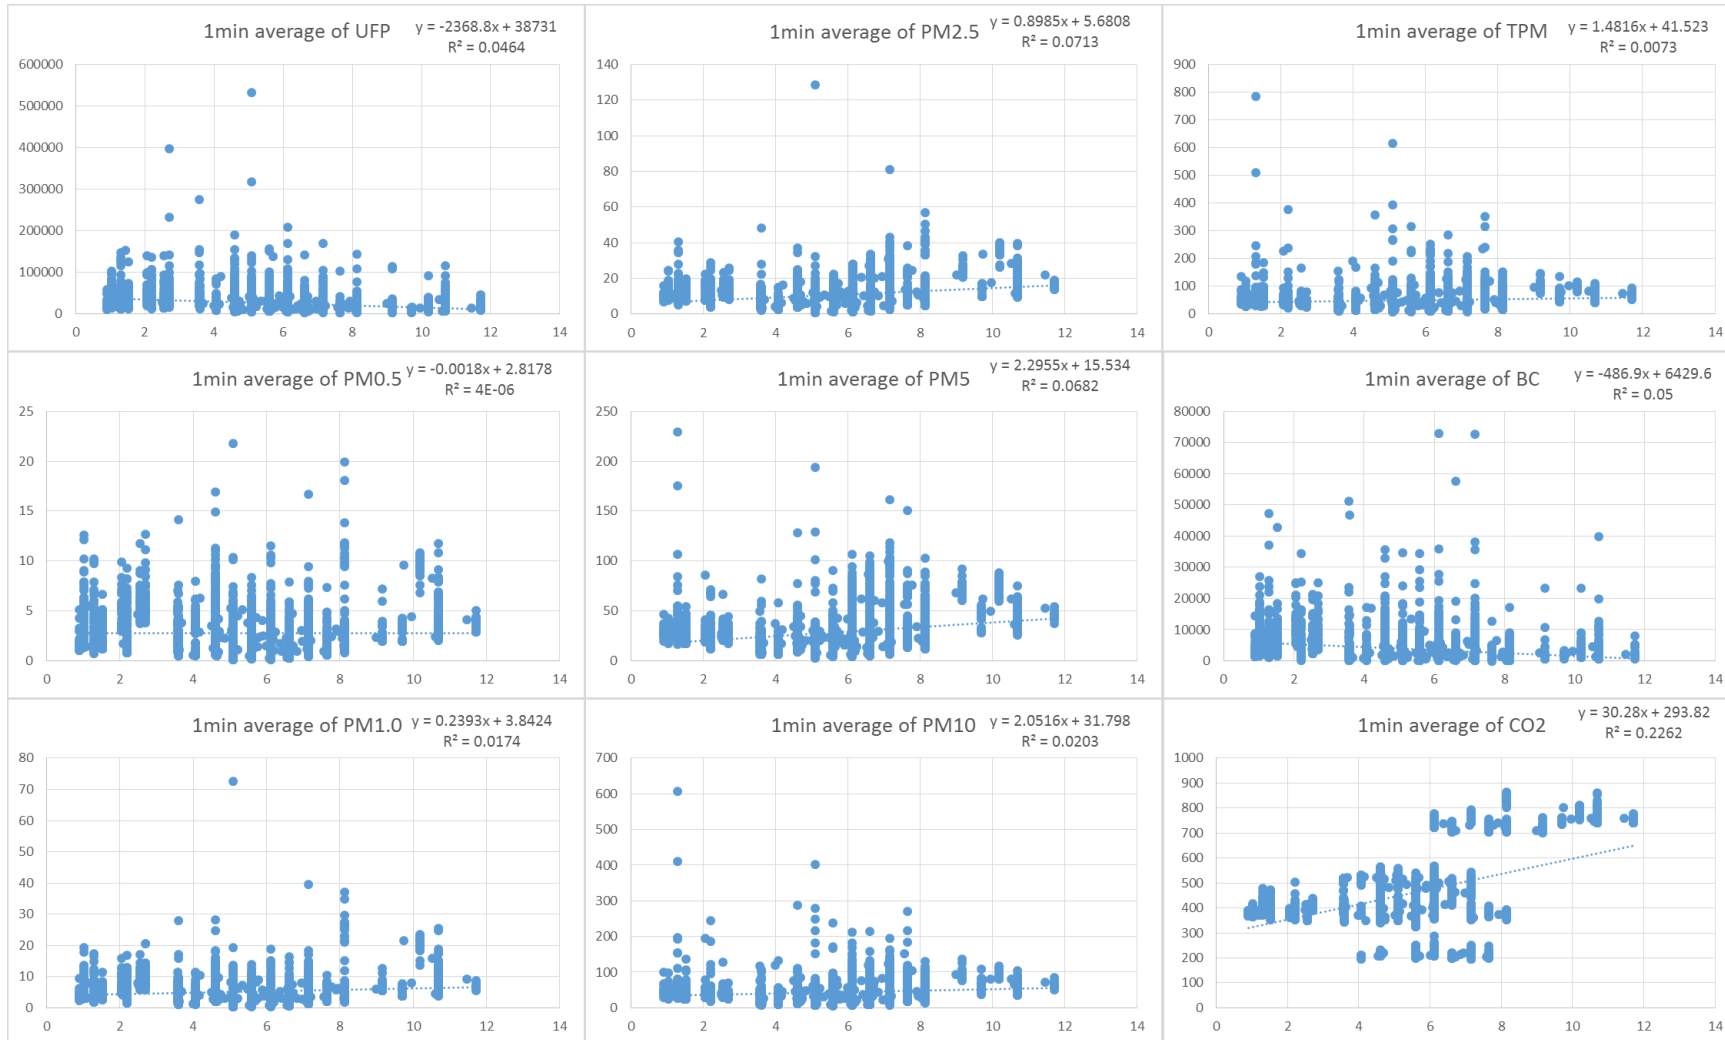 1min average of UFP
y = -2368.8x + 38731
R² = 0.0464
600000
500000
400000
300000
200000
100000
0
0 2 4 6 8 10 12 14
1min average of PM2.5
y = 0.8985x + 5.6808
R² = 0.0713
140
120
100
80
60
40
20
0
0 2 4 6 8 10 12 14
1min average of TPM
y = 1.4816x + 41.523
R² = 0.0073
900
800
700
600
500
400
300
200
100
0
0 2 4 6 8 10 12 14
1min average of PM0.5
y = -0.0018x + 2.8178
R² = 4E-06
25
20
15
10
5
0
0 2 4 6 8 10 12 14
1min average of PM5
y = 2.2955x + 15.534
R² = 0.0682
250
200
150
100
50
0
0 2 4 6 8 10 12 14
1min average of BC
y = -486.9x + 6429.6
R² = 0.05
80000
70000
60000
50000
40000
30000
20000
10000
0
0 2 4 6 8 10 12 14
1min average of PM1.0
y = 0.2393x + 3.8424
R² = 0.0174
80
70
60
50
40
30
20
10
0
0 2 4 6 8 10 12 14
1min average of PM10
y = 2.0516x + 31.798
R² = 0.0203
700
600
500
400
300
200
100
0
0 2 4 6 8 10 12 14
1min average of CO2
y = 30.28x + 293.82
R² = 0.2262
1000
900
800
700
600
500
400
300
200
100
0
0 2 4 6 8 10 12 14